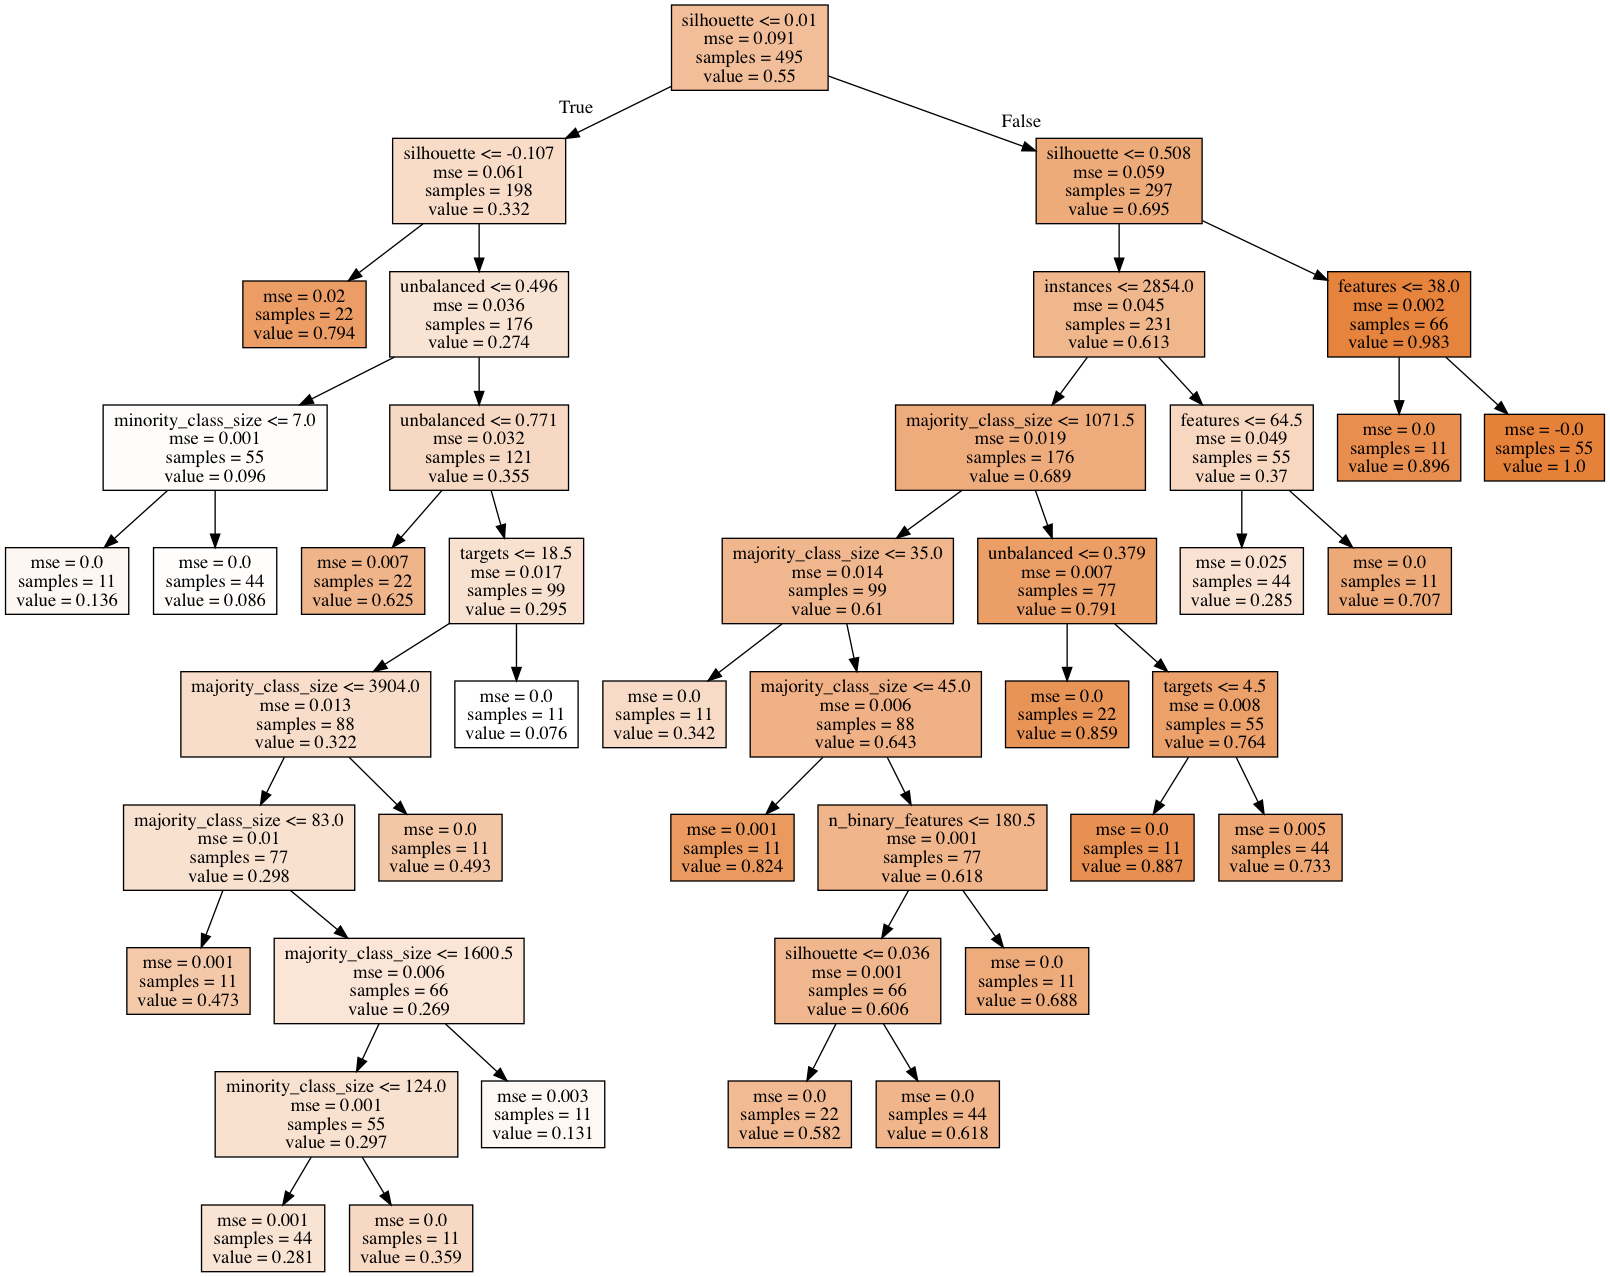 silhouette <= 0.01
mse = 0.091
samples = 495
value = 0.55
True
False
silhouette <= -0.107
mse = 0.061
samples = 198
value = 0.332
silhouette <= 0.508
mse = 0.059
samples = 297
value = 0.695
mse = 0.02
samples = 22
value = 0.794
unbalanced <= 0.496
mse = 0.036
samples = 176
value = 0.274
instances <= 2854.0
mse = 0.045
samples = 231
value = 0.613
features <= 38.0
mse = 0.002
samples = 66
value = 0.983
minority_class_size <= 7.0
mse = 0.001
samples = 55
value = 0.096
unbalanced <= 0.771
mse = 0.032
samples = 121
value = 0.355
majority_class_size <= 1071.5
mse = 0.019
samples = 176
value = 0.689
features <= 64.5
mse = 0.049
samples = 55
value = 0.37
mse = 0.0
samples = 11
value = 0.896
mse = -0.0
samples = 55
value = 1.0
mse = 0.0
samples = 11
value = 0.136
mse = 0.0
samples = 44
value = 0.086
mse = 0.007
samples = 22
value = 0.625
targets <= 18.5
mse = 0.017
samples = 99
value = 0.295
majority_class_size <= 35.0
mse = 0.014
samples = 99
value = 0.61
unbalanced <= 0.379
mse = 0.007
samples = 77
value = 0.791
mse = 0.025
samples = 44
value = 0.285
mse = 0.0
samples = 11
value = 0.707
majority_class_size <= 3904.0
mse = 0.013
samples = 88
value = 0.322
mse = 0.0
samples = 11
value = 0.076
mse = 0.0
samples = 11
value = 0.342
majority_class_size <= 45.0
mse = 0.006
samples = 88
value = 0.643
mse = 0.0
samples = 22
value = 0.859
targets <= 4.5
mse = 0.008
samples = 55
value = 0.764
majority_class_size <= 83.0
mse = 0.01
samples = 77
value = 0.298
mse = 0.0
samples = 11
value = 0.493
mse = 0.001
samples = 11
value = 0.824
n_binary_features <= 180.5
mse = 0.001
samples = 77
value = 0.618
mse = 0.0
samples = 11
value = 0.887
mse = 0.005
samples = 44
value = 0.733
mse = 0.001
samples = 11
value = 0.473
majority_class_size <= 1600.5
mse = 0.006
samples = 66
value = 0.269
silhouette <= 0.036
mse = 0.001
samples = 66
value = 0.606
mse = 0.0
samples = 11
value = 0.688
minority_class_size <= 124.0
mse = 0.001
samples = 55
value = 0.297
mse = 0.003
samples = 11
value = 0.131
mse = 0.0
samples = 22
value = 0.582
mse = 0.0
samples = 44
value = 0.618
mse = 0.001
samples = 44
value = 0.281
mse = 0.0
samples = 11
value = 0.359